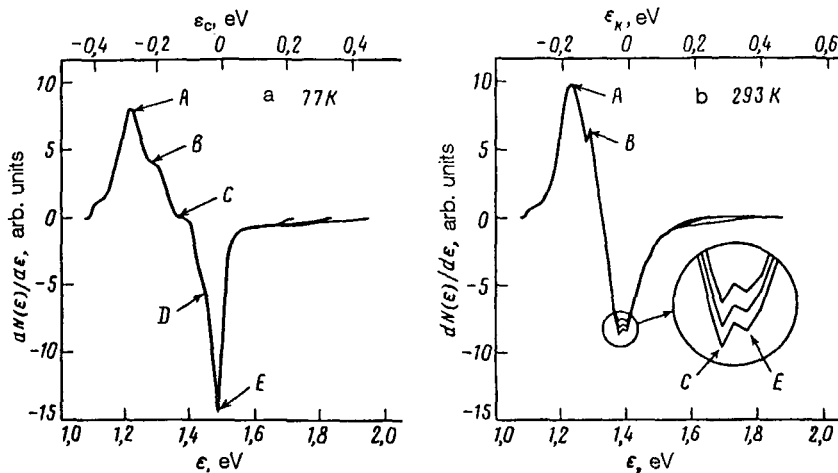 ε_c, eV
-0,4 -0,2 0 0,2 0,4
10
5
0
-5
-10
-15
dN(ε)/dε, arb. units
A
a 77K
B
C
D
E
1,0 1,2 1,4 1,6 1,8 2,0
ε, eV
ε_к, eV
-0,2 0 0,2 0,4 0,6
10
5
0
-5
-10
-15
dN(ε)/dε, arb. units
A
b 293 K
B
C E
1,0 1,2 1,4 1,6 1,8 2,0
ε, eV